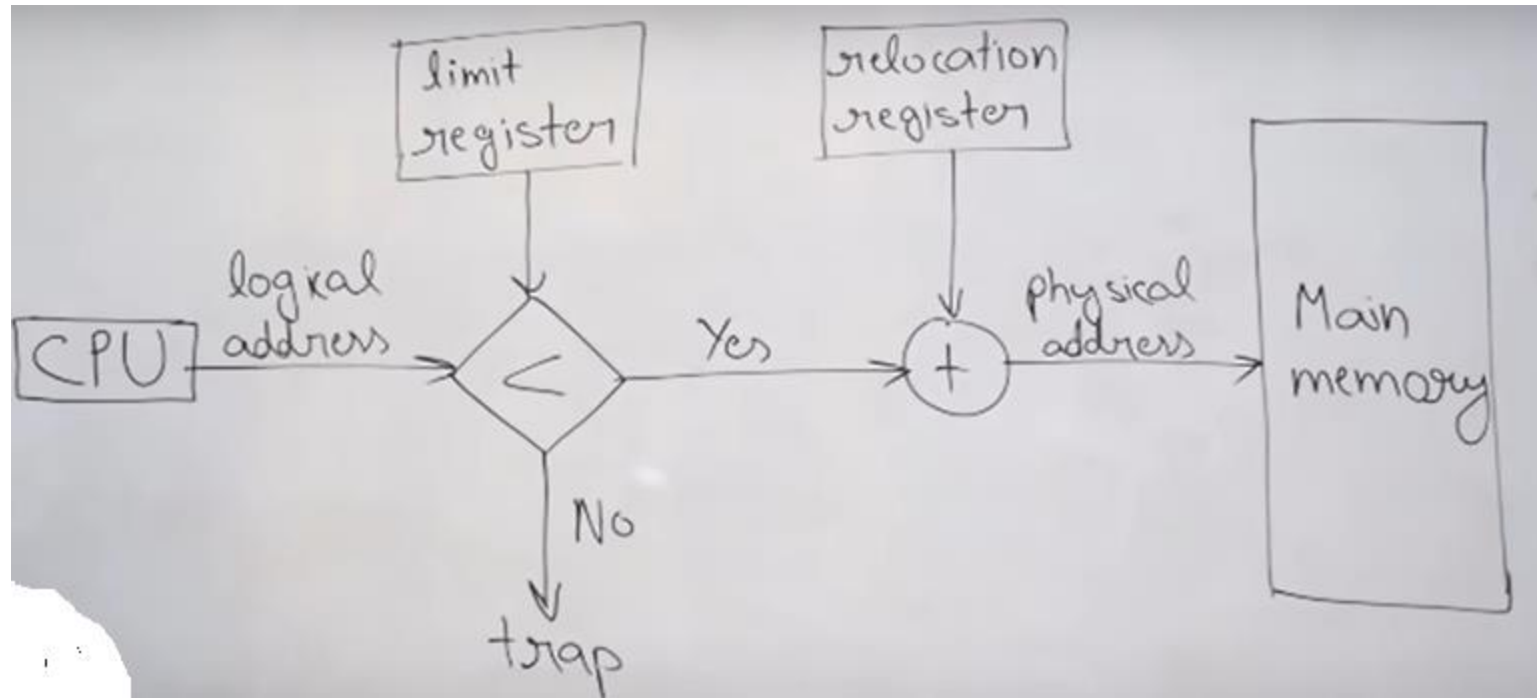 limit
register
relocation
register
logical
address
CPU
<
Yes
+
physical
address
Main
memory
No
trap